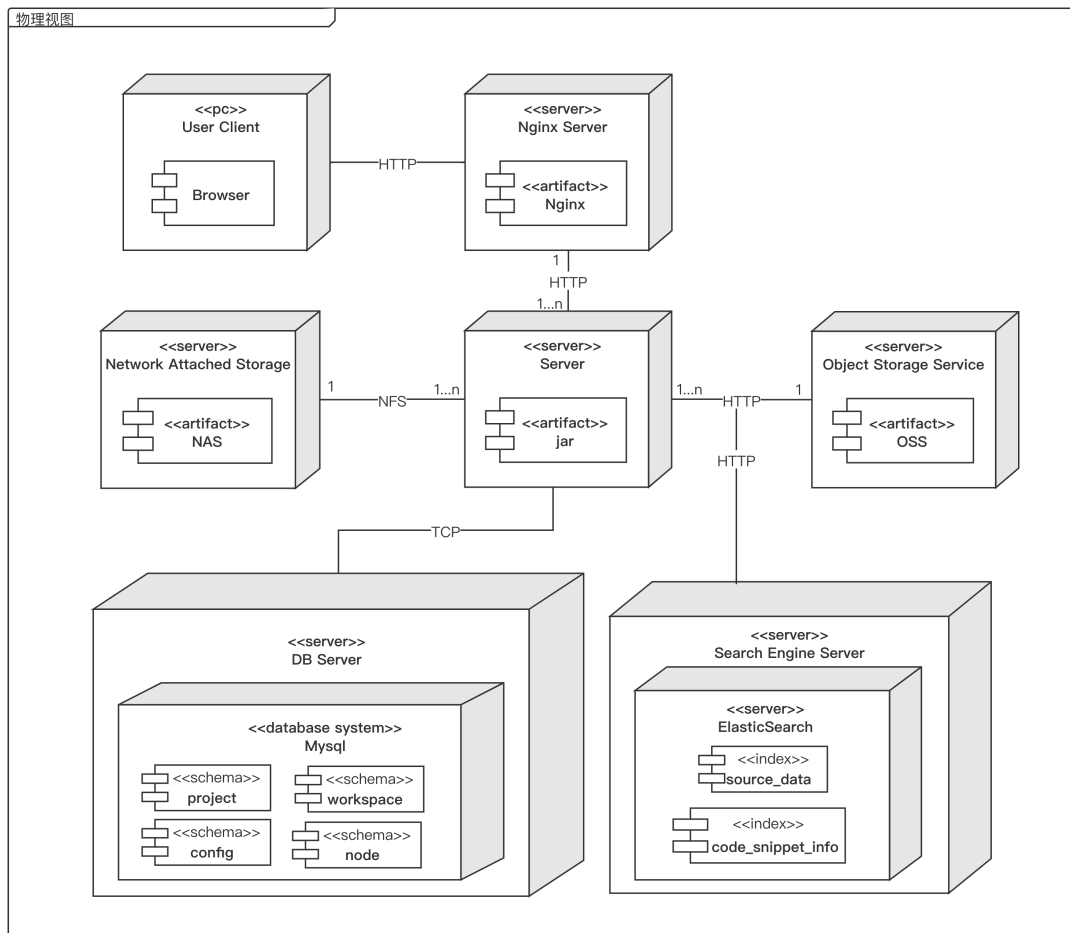 物理视图
<<pc>>
User Client
Browser
HTTP
<<server>>
Nginx Server
<<artifact>>
Nginx
1
HTTP
1...n
<<server>>
Network Attached Storage
<<artifact>>
NAS
1
NFS
1...n
<<server>>
Server
<<artifact>>
jar
1...n
HTTP
1
<<server>>
Object Storage Service
<<artifact>>
OSS
HTTP
TCP
<<server>>
DB Server
<<database system>>
Mysql
<<schema>>
project
<<schema>>
workspace
<<schema>>
config
<<schema>>
node
<<server>>
Search Engine Server
<<server>>
ElasticSearch
<<index>>
source_data
<<index>>
code_snippet_info